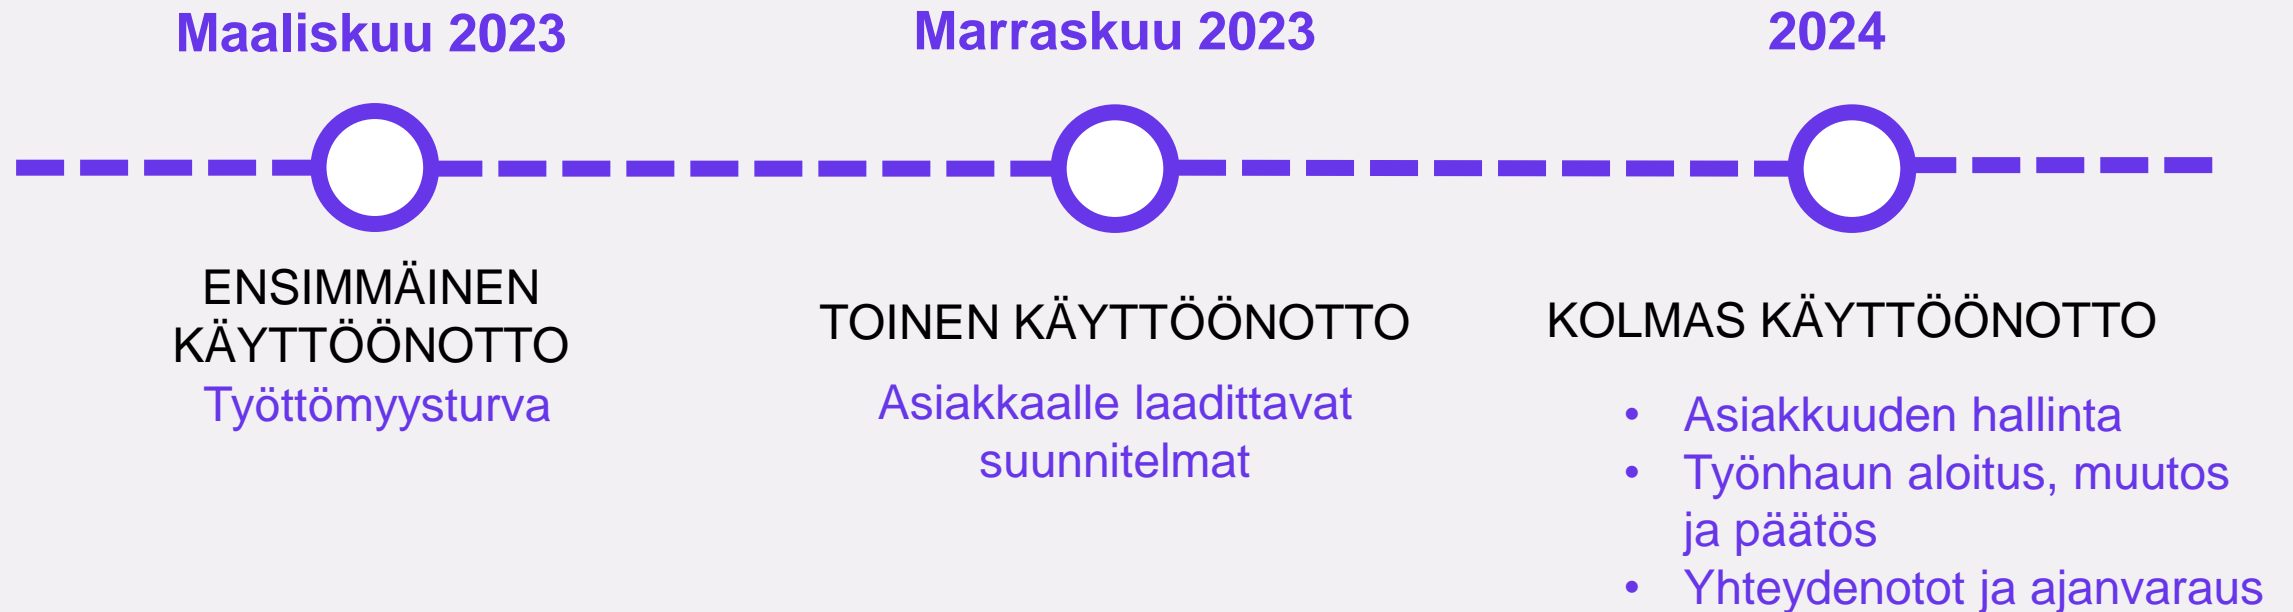 Maaliskuu 2023
ENSIMMÄINEN
KÄYTTÖÖNOTTO
Työttömyysturva
Marraskuu 2023
TOINEN KÄYTTÖÖNOTTO
Asiakkaalle laadittavat
suunnitelmat
2024
KOLMAS KÄYTTÖÖNOTTO
• Asiakkuuden hallinta
• Työnhaun aloitus, muutos
ja päätös
• Yhteydenotot ja ajanvaraus